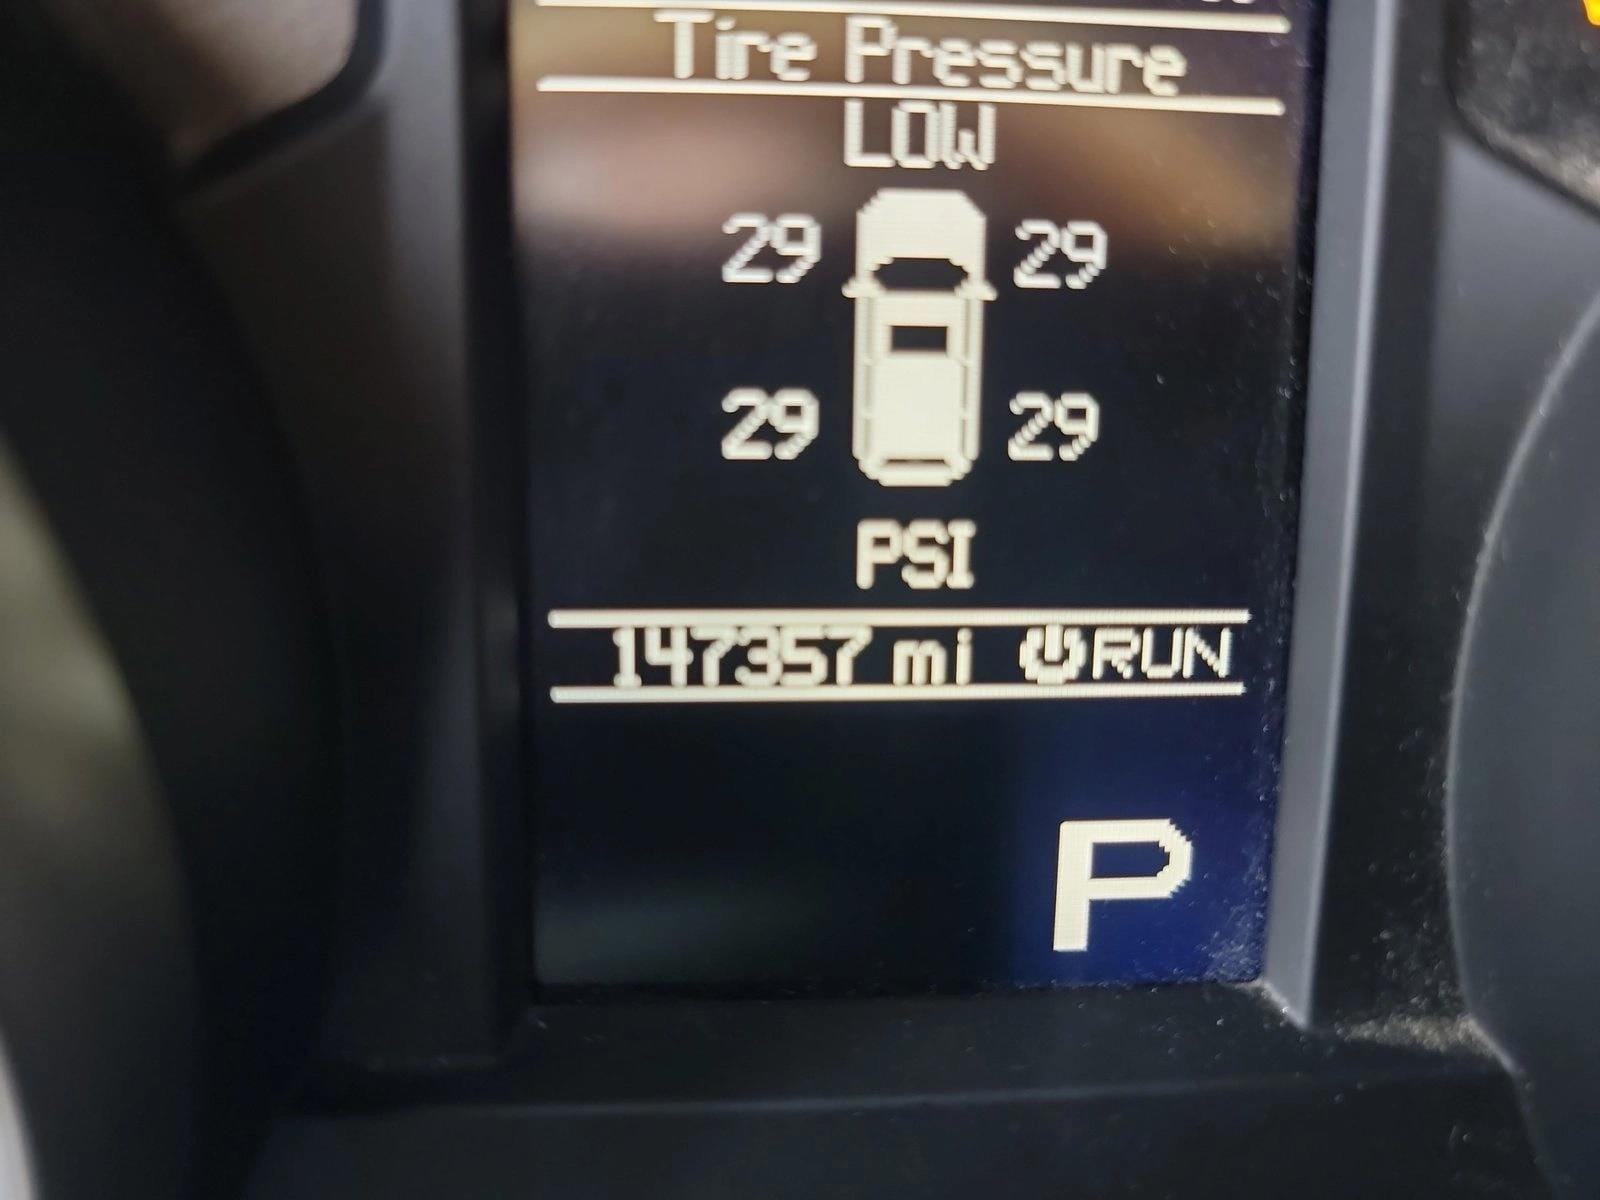 Tire Pressure
LOW
29 29
29 29
PSI
147357 mi RUN
P